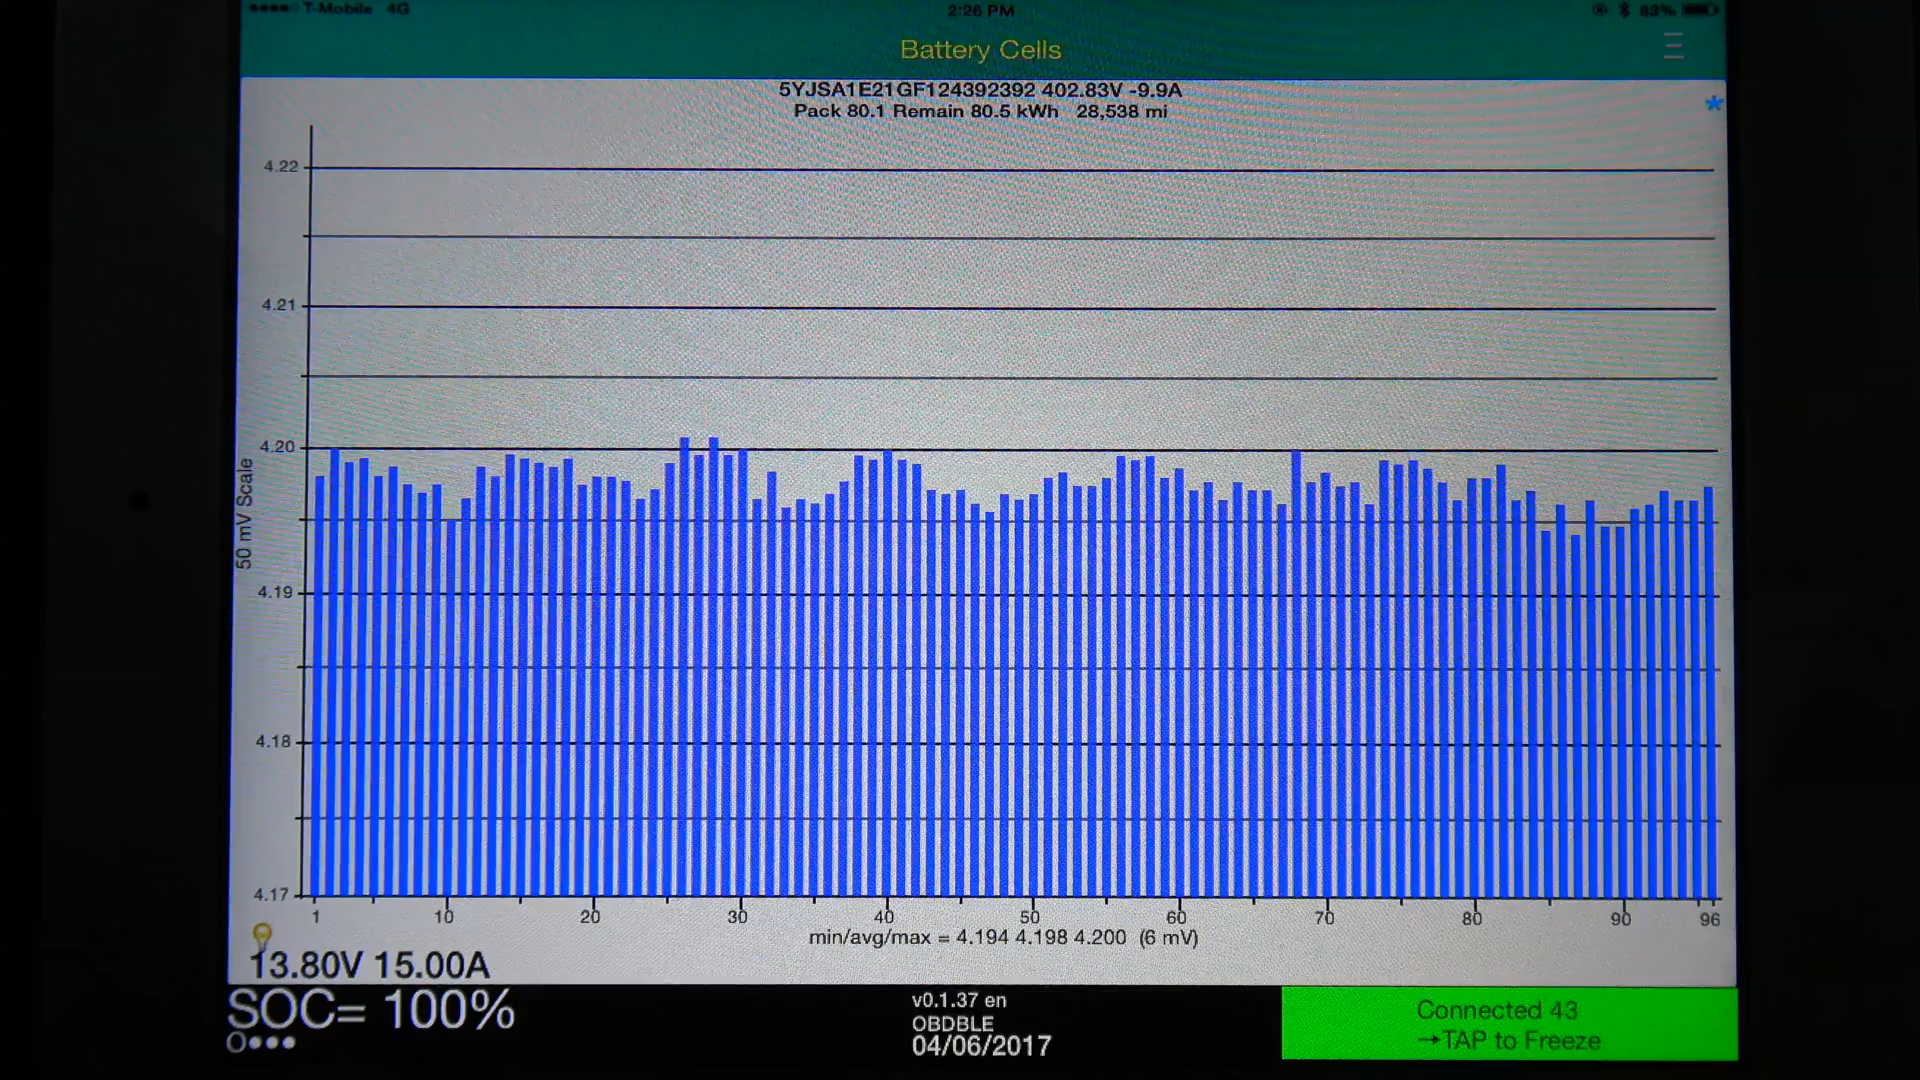 T-Mobile 4G 2:26 PM 83%
Battery Cells
5YJSA1E21GF124392392 402.83V -9.9A
Pack 80.1 Remain 80.5 kWh 28,538 mi
4.22
4.21
4.20
4.19
4.18
4.17
50 mV Scale
1 10 20 30 40 50 60 70 80 90 96
min/avg/max = 4.194 4.198 4.200 (6 mV)
13.80V 15.00A
SOC= 100%
v0.1.37 en
OBDBLE
04/06/2017
Connected 43
→TAP to Freeze